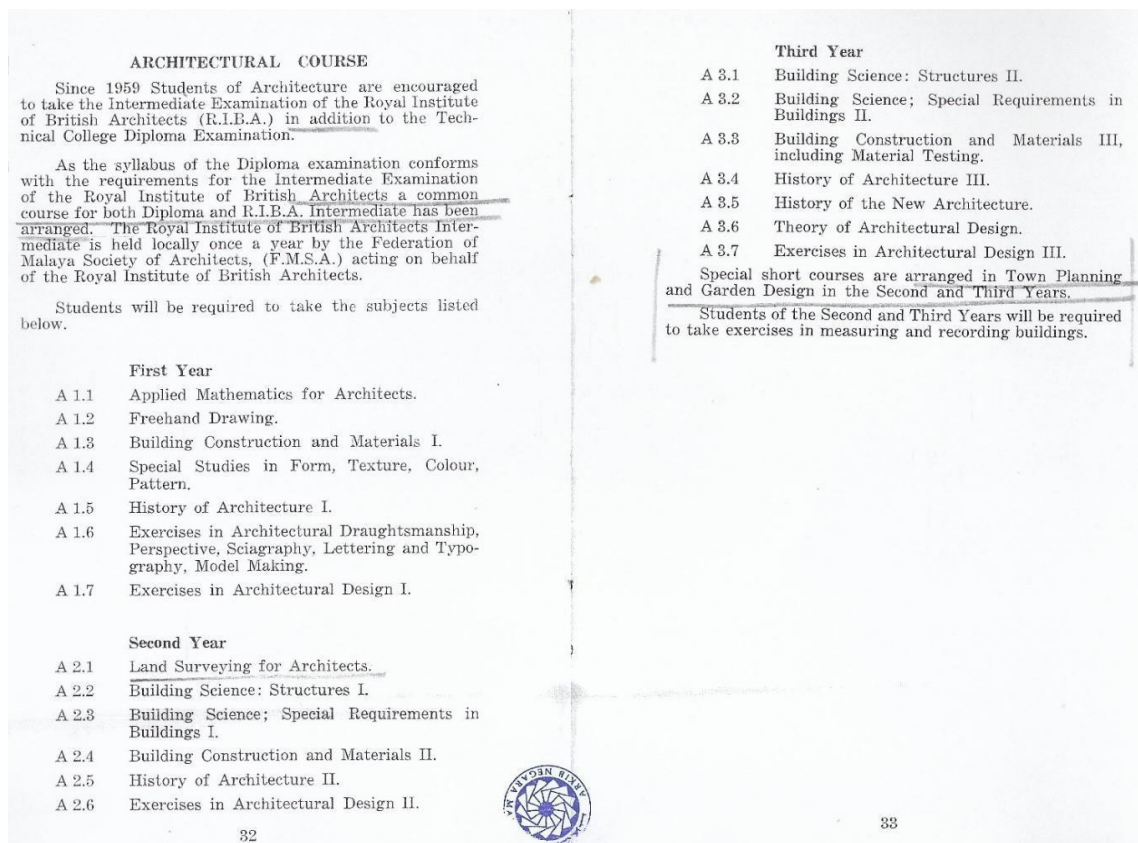 ARCHITECTURAL COURSE
Since 1959 Students of Architecture are encouraged
to take the Intermediate Examination of the Royal Institute
of British Architects (R.I.B.A.) in addition to the Tech-
nical College Diploma Examination.
As the syllabus of the Diploma examination conforms
with the requirements for the Intermediate Examination
of the Royal Institute of British Architects a common
course for both Diploma and R.I.B.A. Intermediate has been
arranged. The Royal Institute of British Architects Inter-
mediate is held locally once a year by the Federation of
Malaya Society of Architects, (F.M.S.A.) acting on behalf
of the Royal Institute of British Architects.
Students will be required to take the subjects listed
below.
First Year
A 1.1 Applied Mathematics for Architects.
A 1.2 Freehand Drawing.
A 1.3 Building Construction and Materials I.
A 1.4 Special Studies in Form, Texture, Colour,
Pattern.
A 1.5 History of Architecture I.
A 1.6 Exercises in Architectural Draughtsmanship,
Perspective, Sciagraphy, Lettering and Typo-
graphy, Model Making.
A 1.7 Exercises in Architectural Design I.
Second Year
A 2.1 Land Surveying for Architects.
A 2.2 Building Science: Structures I.
A 2.3 Building Science; Special Requirements in
Buildings I.
A 2.4 Building Construction and Materials II.
A 2.5 History of Architecture II.
A 2.6 Exercises in Architectural Design II.
32
Third Year
A 3.1 Building Science: Structures II.
A 3.2 Building Science; Special Requirements in
Buildings II.
A 3.3 Building Construction and Materials III,
including Material Testing.
A 3.4 History of Architecture III.
A 3.5 History of the New Architecture.
A 3.6 Theory of Architectural Design.
A 3.7 Exercises in Architectural Design III.
Special short courses are arranged in Town Planning
and Garden Design in the Second and Third Years.
Students of the Second and Third Years will be required
to take exercises in measuring and recording buildings.
33
ARKIB NEGARA MA